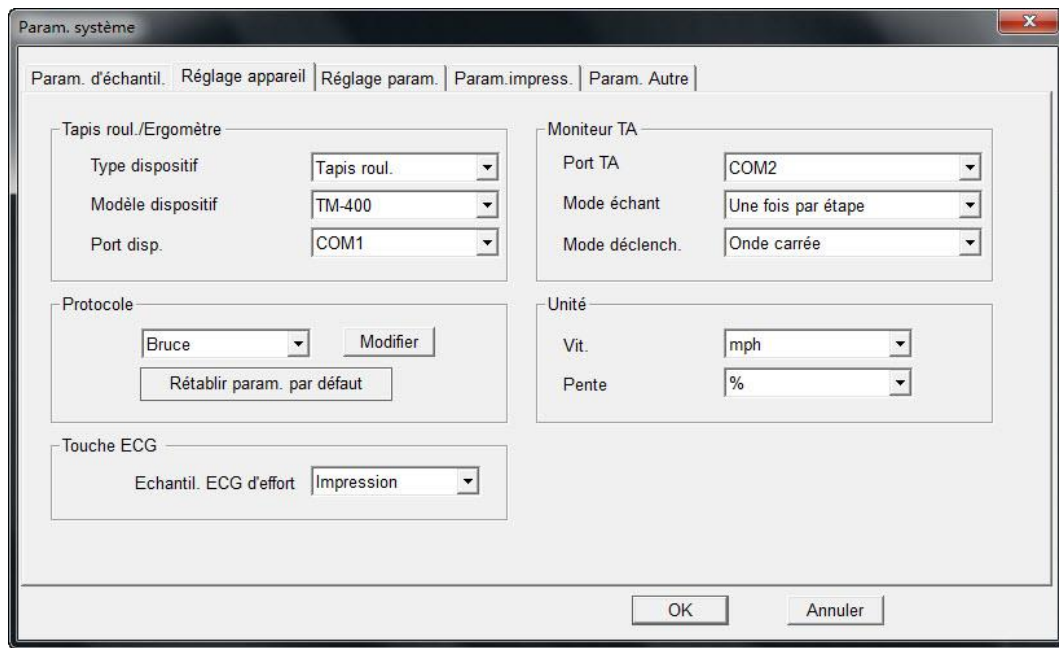 Param. système
Param. d'échantil. Réglage appareil Réglage param. Param.impress. Param. Autre
Tapis roul./Ergomètre
Type dispositif Tapis roul.
Modèle dispositif TM-400
Port disp. COM1
Moniteur TA
Port TA COM2
Mode échant Une fois par étape
Mode déclench. Onde carrée
Protocole
Bruce Modifier
Rétablir param. par défaut
Unité
Vit. mph
Pente %
Touche ECG
Echantil. ECG d'effort Impression
OK Annuler